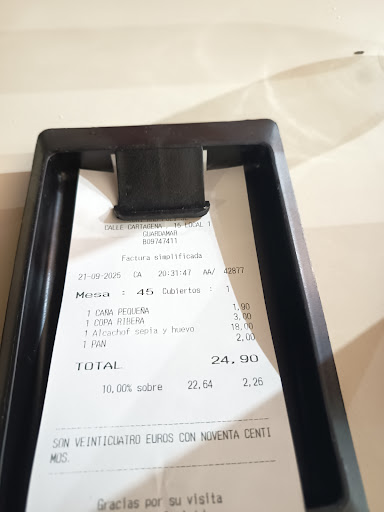 CALLE CARTAGENA, 15 LOCAL 1
GUARDAMAR
B09747411
Factura simplificada
21-09-2025 CA 20:31:47 AA/ 42877
Mesa : 45 Cubiertos : 1
1 CAÑA PEQUEÑA 1,90
1 COPA RIBERA 3,00
1 Alcachof sepia y huevo 18,00
1 PAN 2,00
TOTAL 24,90
10,00% sobre 22,64 2,26
SON VEINTICUATRO EUROS CON NOVENTA CENTI
MOS.
Gracias por su visita